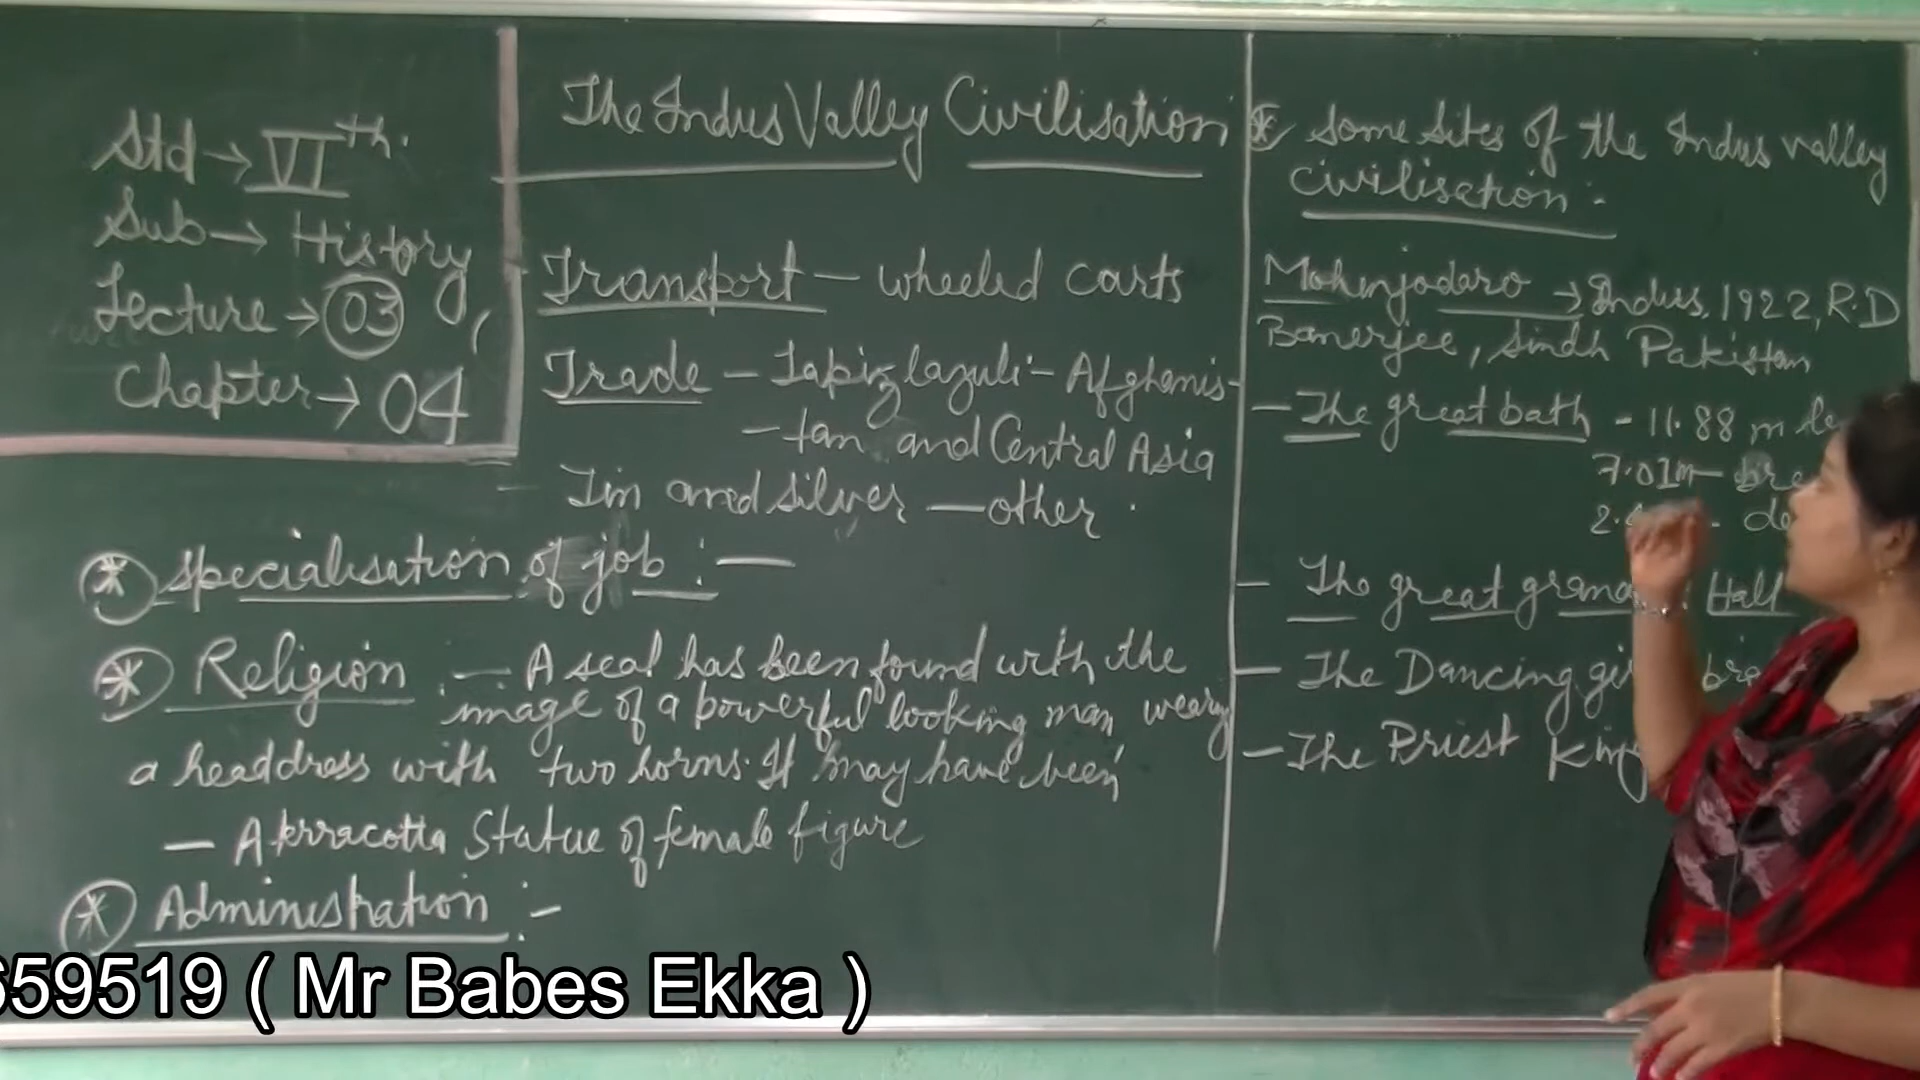 Std → VIth.
Sub → History,
Lecture → 03
Chapter → 04
The Indus Valley Civilisation
Transport — wheeled carts
Trade — Lapiz lazuli - Afghanis-
- tan and Central Asia
Tin and silver — other
* Specialisation of job : —
* Religion : — A seal has been found with the
image of a powerful looking man wearing
a headdress with two horns. It may have been
— A terracotta Statue of female figure
* Administration : -
* Some sites of the Indus valley
civilisation : -
Mohenjodaro → Indus, 1922, R.D
Banerjee, Sindh Pakistan
— The great bath - 11.88 m
7.01m —
— The great Hall
— The Dancing
— The Priest King
659519 ( Mr Babes Ekka )